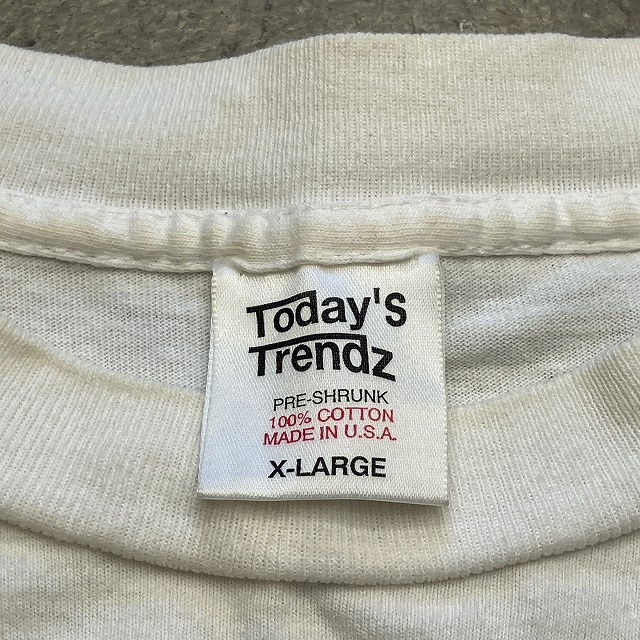 Today's
Trendz
PRE-SHRUNK
100% COTTON
MADE IN U.S.A.
X-LARGE